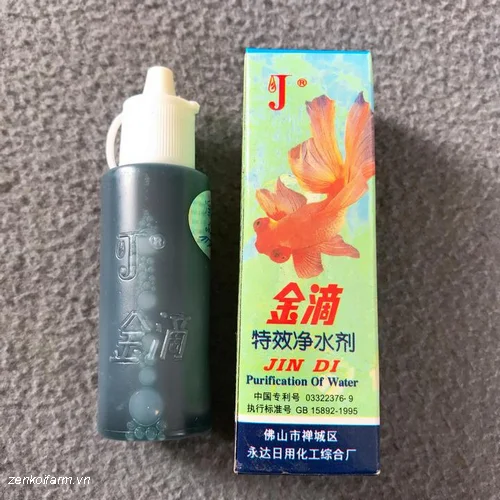 J®
金滴
J®
金滴
特效净水剂
JIN DI
Purification Of Water
中国专利号 03322376-9
执行标准号 GB 15892-1995
佛山市禅城区
永达日用化工综合厂
zenkoifarm.vn